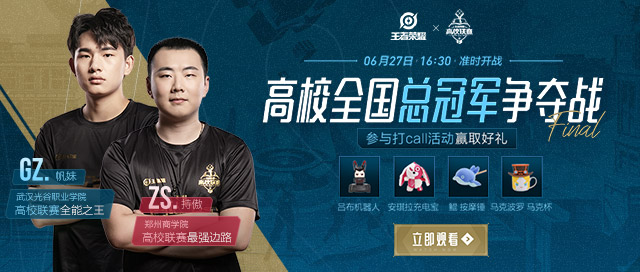 王者荣耀 × 高校联赛
06月27日·16:30·准时开战
高校全国总冠军争夺战
Final
参与打call活动赢取好礼
GZ. 帆妹
武汉光谷职业学院
高校联赛全能之王
ZS. 持傲
郑州商学院
高校联赛最强边路
吕布机器人
安琪拉充电宝
鲲 按摩锤
马克波罗 马克杯
立即观看